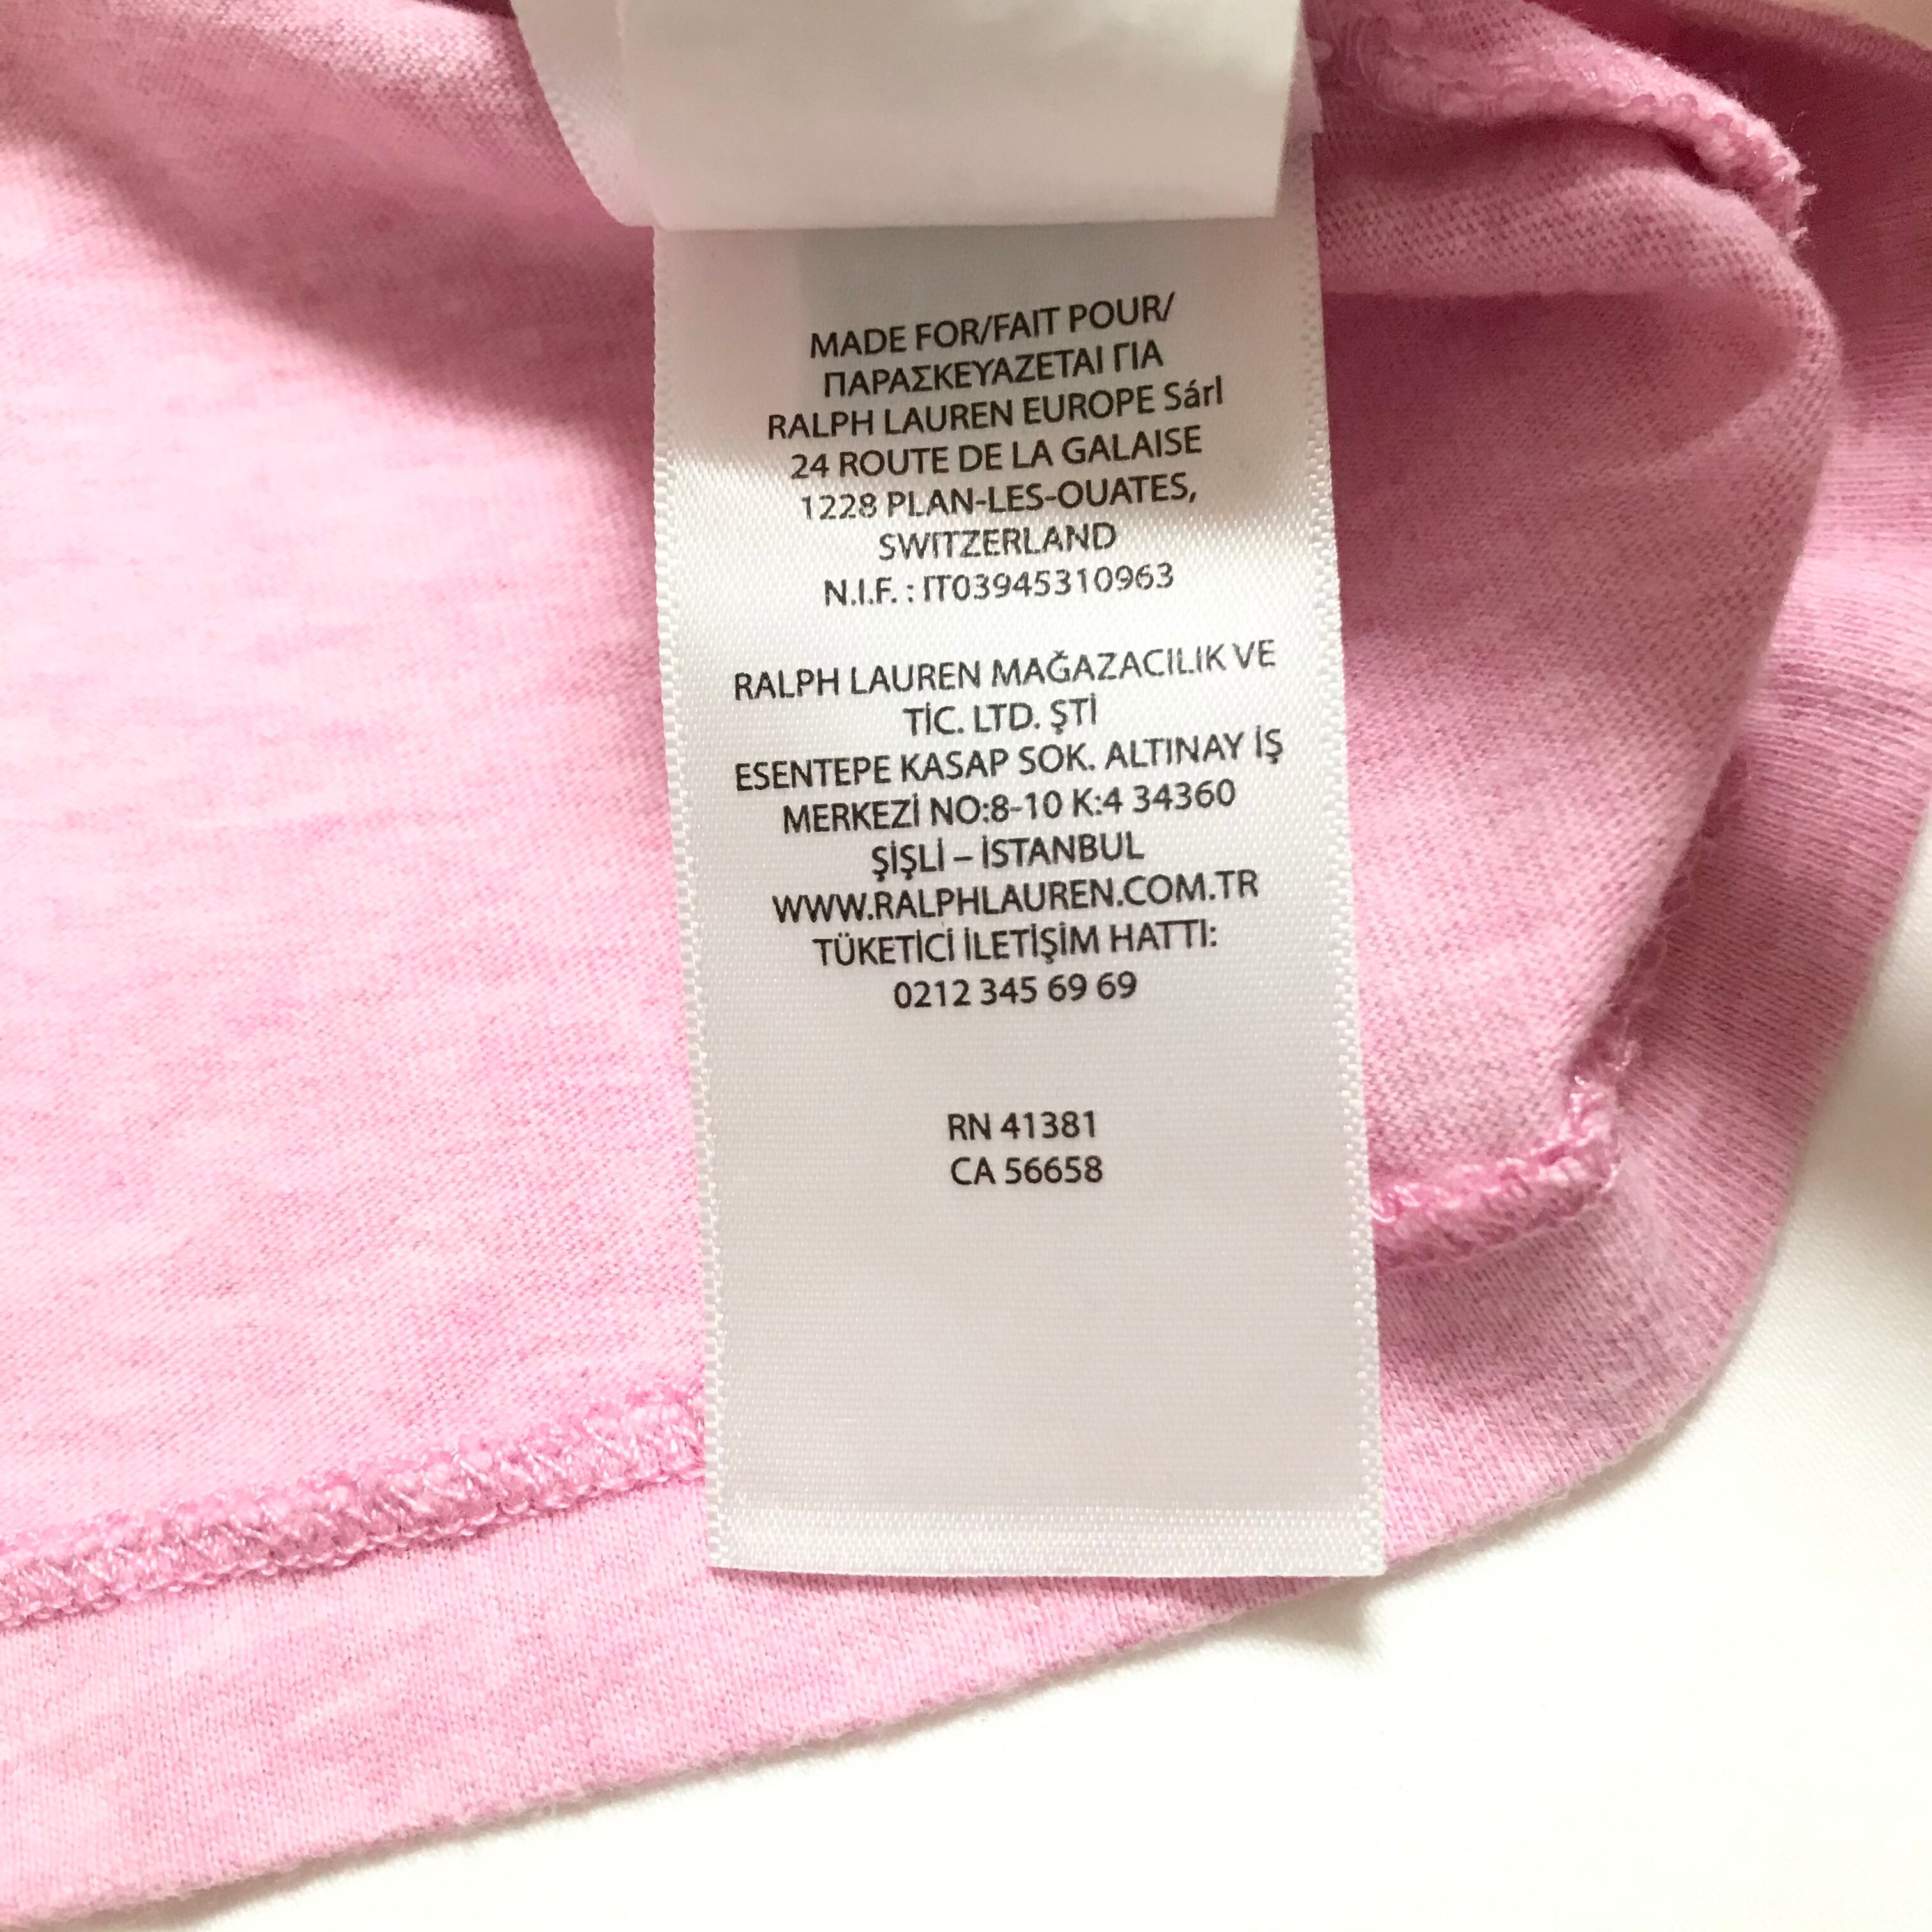 MADE FOR/FAIT POUR/
ΠΑΡΑΣΚΕΥΑΖΕΤΑΙ ΓΙΑ
RALPH LAUREN EUROPE Sárl
24 ROUTE DE LA GALAISE
1228 PLAN-LES-OUATES,
SWITZERLAND
N.I.F. : IT03945310963
RALPH LAUREN MAĞAZACILIK VE
TİC. LTD. ŞTİ
ESENTEPE KASAP SOK. ALTINAY İŞ
MERKEZİ NO:8-10 K:4 34360
ŞİŞLİ – İSTANBUL
WWW.RALPHLAUREN.COM.TR
TÜKETİCİ İLETİŞİM HATTI:
0212 345 69 69
RN 41381
CA 56658